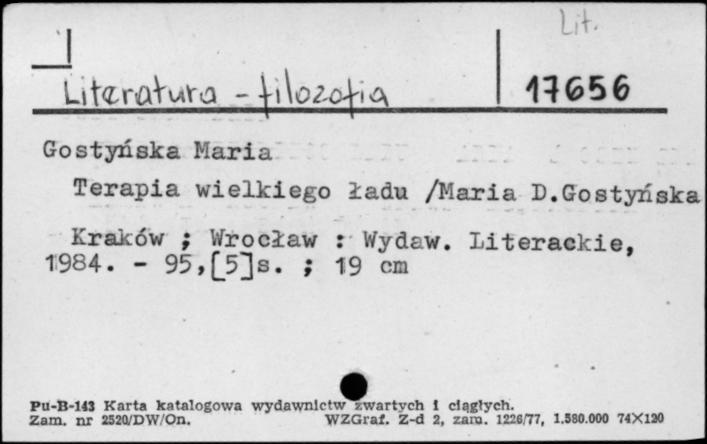 Lit.
Literatura - filozofia 17656
Gostyńska Maria
Terapia wielkiego ładu /Maria D.Gostyńska
Kraków ; Wrocław : Wydaw. Literackie,
1984. - 95,[5]s. ; 19 cm
Pu-B-143 Karta katalogowa wydawnictw zwartych i ciągłych.
Zam. nr 2520/DW/On. WZGraf. Z-d 2, zam. 1226/77, 1.580.000 74X120